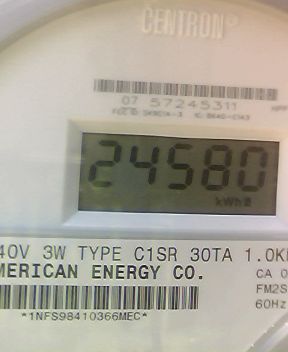 CENTRON®
07 57245311
24580
kWh
40V 3W TYPE C1SR 30TA 1.0K
MERICAN ENERGY CO.
CA 0
FM2S
60Hz
*1NFS98410366MEC*